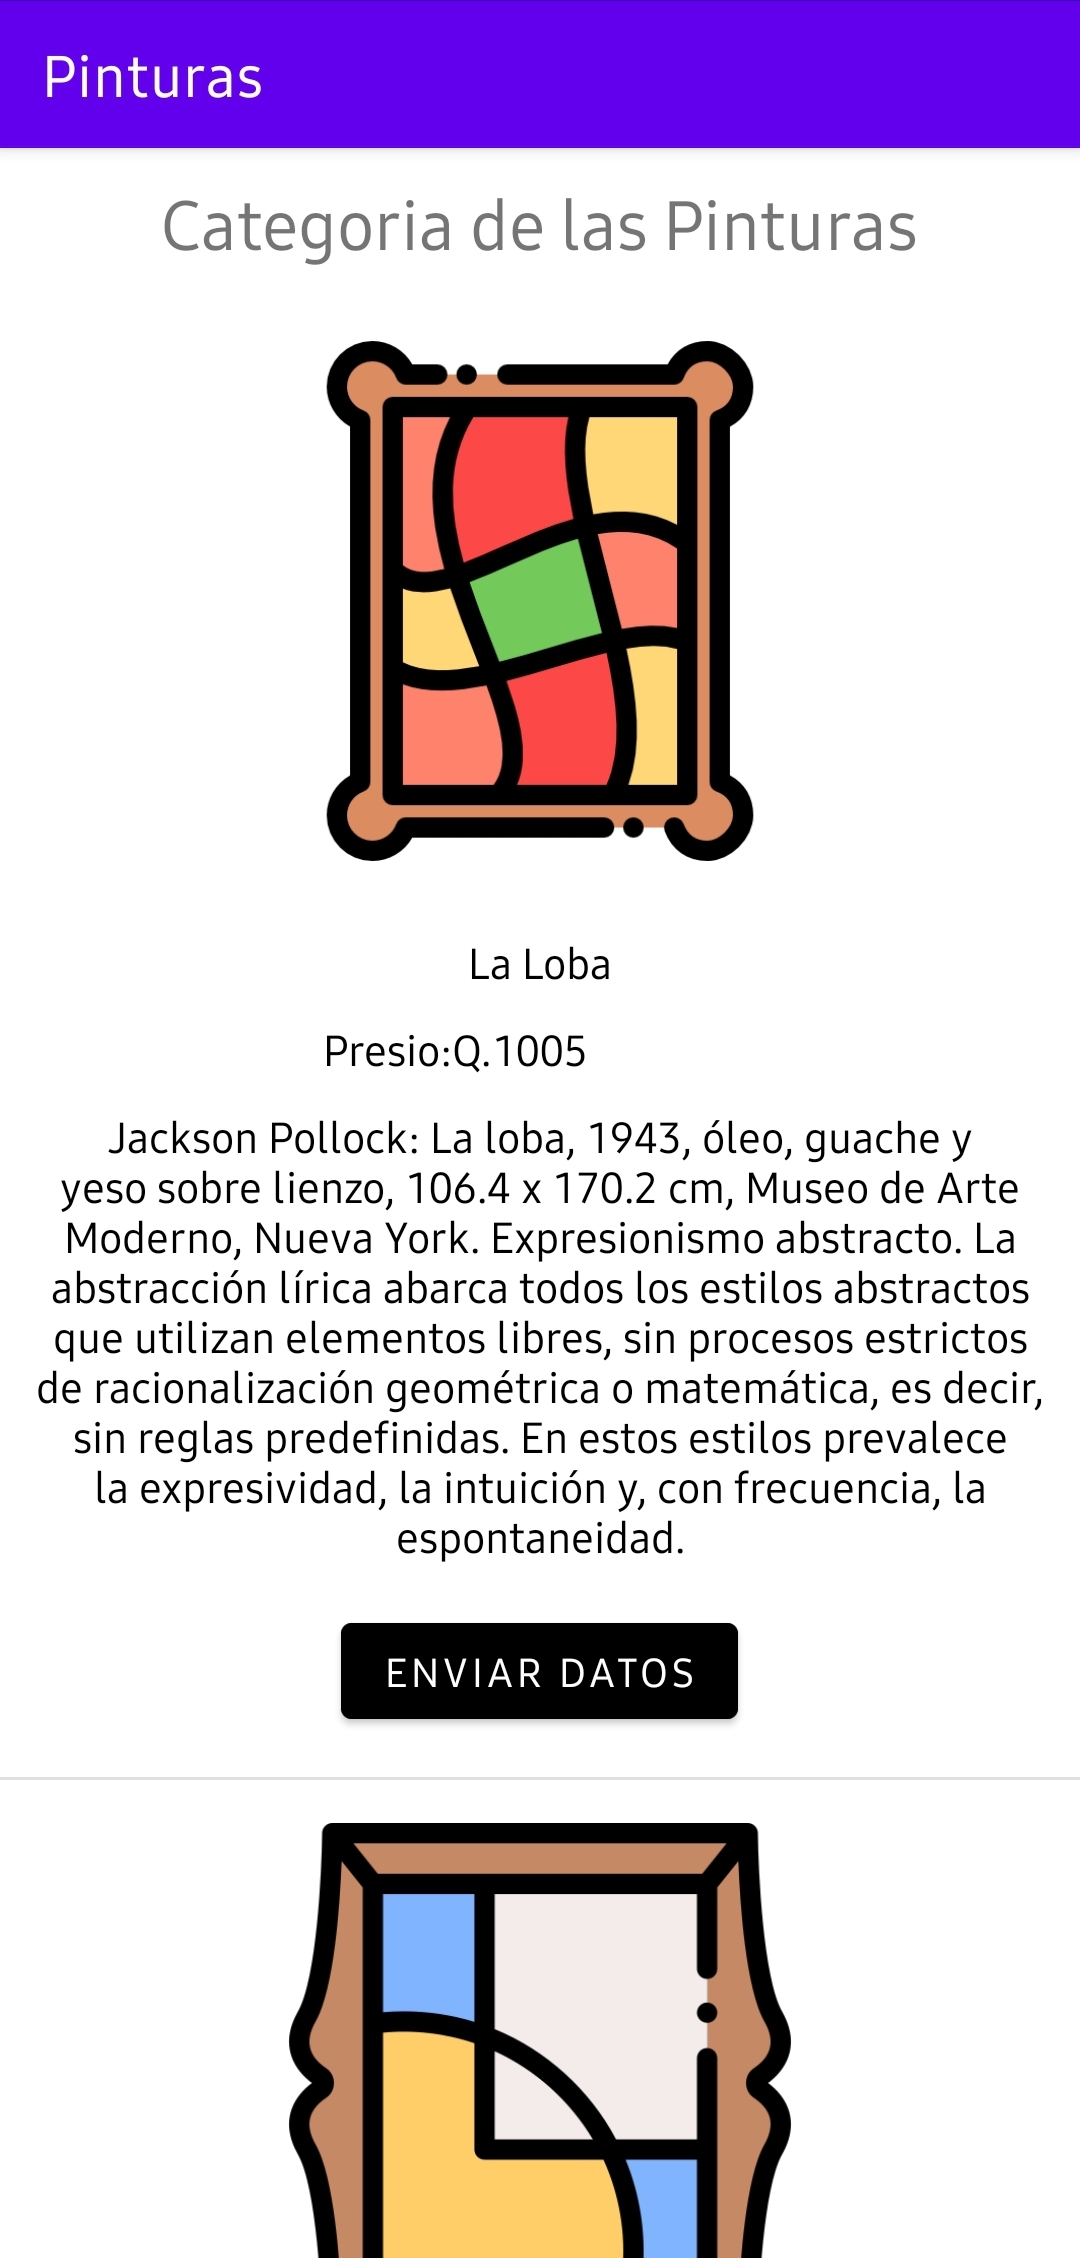 Pinturas
Categoria de las Pinturas
La Loba
Presio:Q.1005
Jackson Pollock: La loba, 1943, óleo, guache y
yeso sobre lienzo, 106.4 x 170.2 cm, Museo de Arte
Moderno, Nueva York. Expresionismo abstracto. La
abstracción lírica abarca todos los estilos abstractos
que utilizan elementos libres, sin procesos estrictos
de racionalización geométrica o matemática, es decir,
sin reglas predefinidas. En estos estilos prevalece
la expresividad, la intuición y, con frecuencia, la
espontaneidad.
ENVIAR DATOS